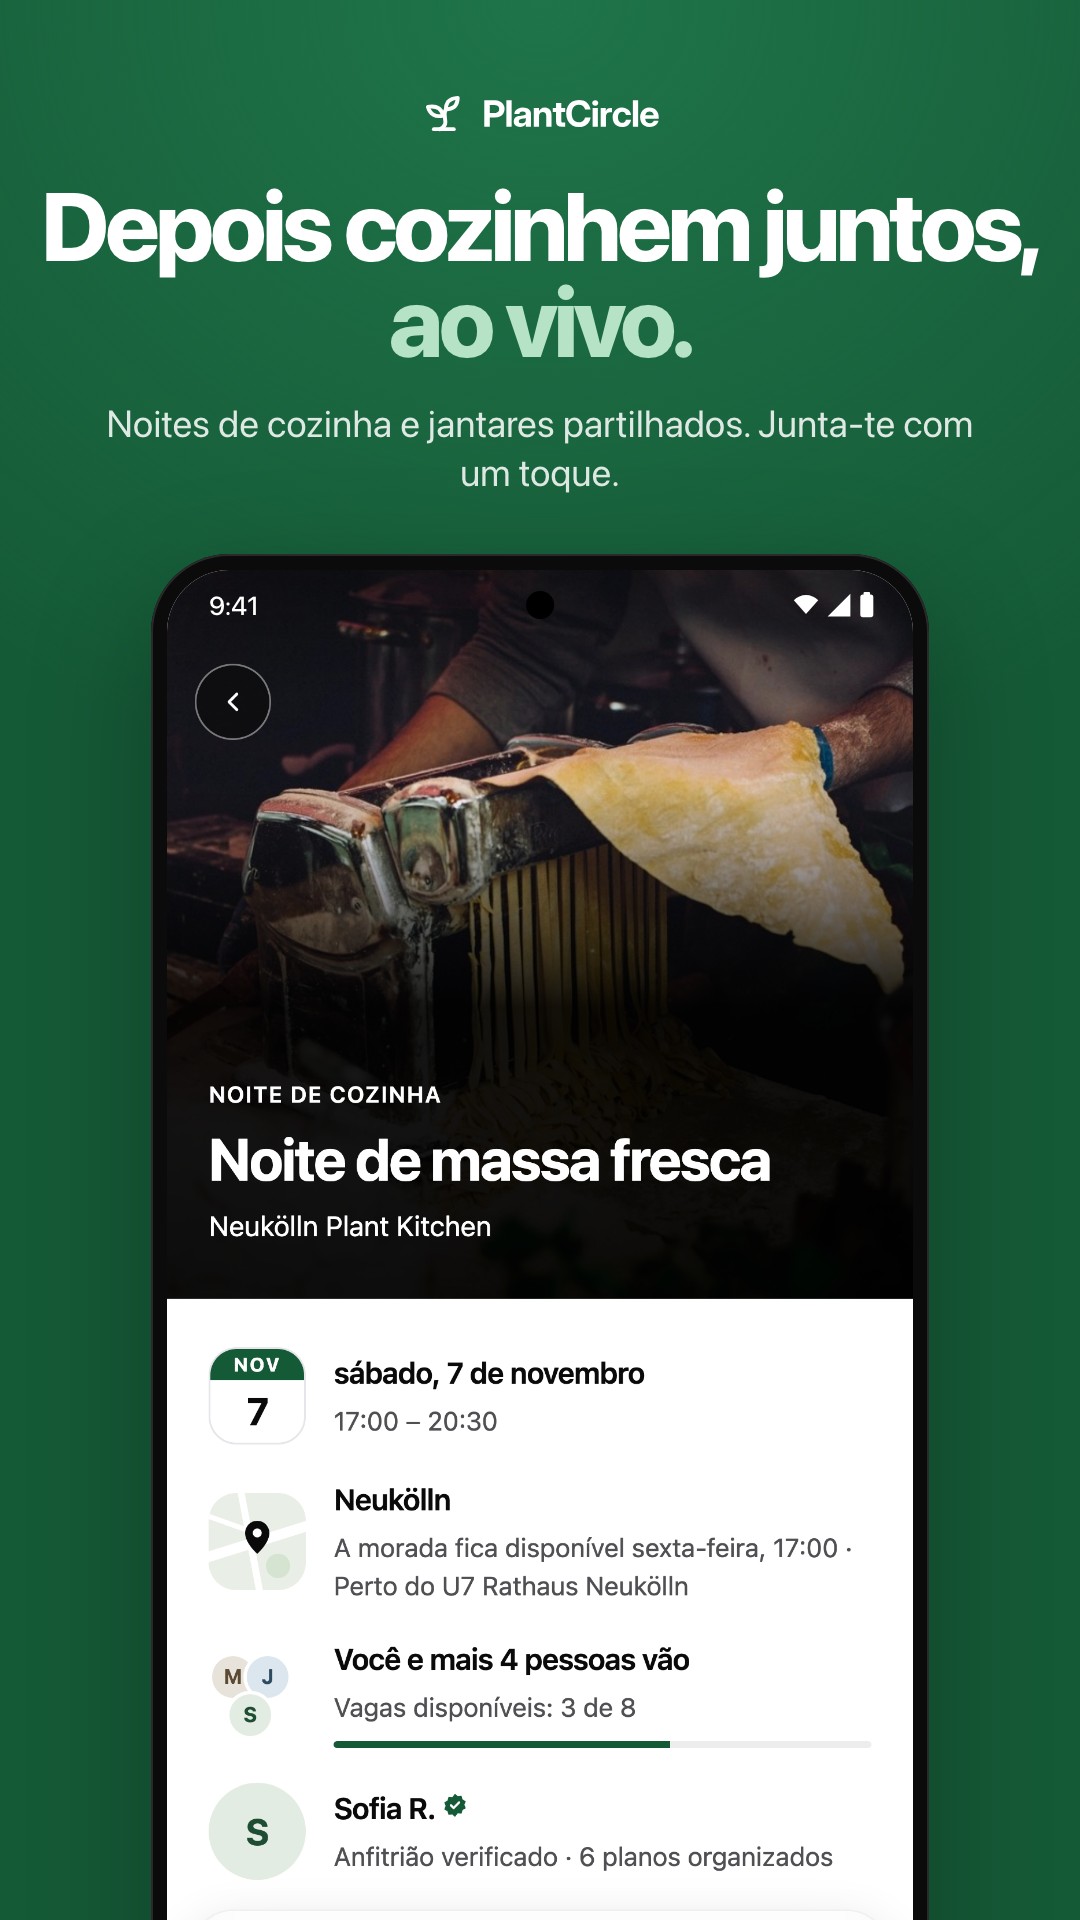 PlantCircle
Depois cozinhem juntos,
ao vivo.
Noites de cozinha e jantares partilhados. Junta-te com
um toque.
9:41
NOITE DE COZINHA
Noite de massa fresca
Neukölln Plant Kitchen
NOV
7
sábado, 7 de novembro
17:00 – 20:30
Neukölln
A morada fica disponível sexta-feira, 17:00 ·
Perto do U7 Rathaus Neukölln
M
J
S
Você e mais 4 pessoas vão
Vagas disponíveis: 3 de 8
S
Sofia R.
Anfitrião verificado · 6 planos organizados